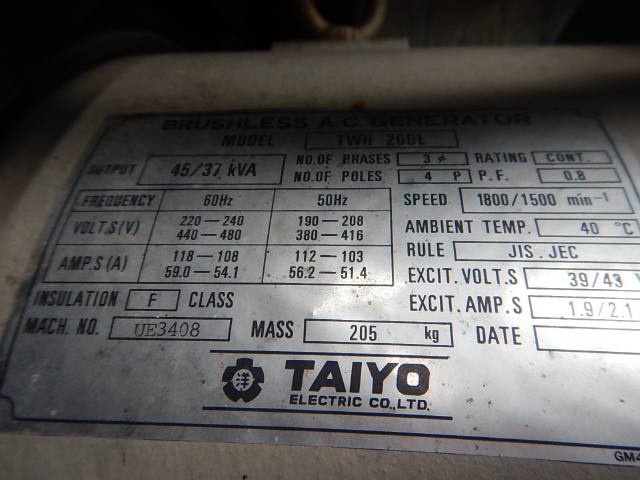 BRUSHLESS A.C. GENERATOR
MODEL TWH 20DL
OUTPUT 45/37 kVA NO.OF PHASES 3 ø RATING CONT.
NO.OF POLES 4 P P.F. 0.8
FREQUENCY 60Hz 50Hz SPEED 1800/1500 min-1
VOLT.S (V) 220-240 190-208 AMBIENT TEMP. 40 °C
440-480 380-416
RULE JIS.JEC
AMP.S (A) 118-108 112-103
59.0-54.1 56.2-51.4 EXCIT.VOLT.S 39/43 V
INSULATION F CLASS EXCIT.AMP.S 1.9/2.1
MACH. NO. UE3408 MASS 205 kg DATE
洋 TAIYO
ELECTRIC CO.,LTD.
GM4